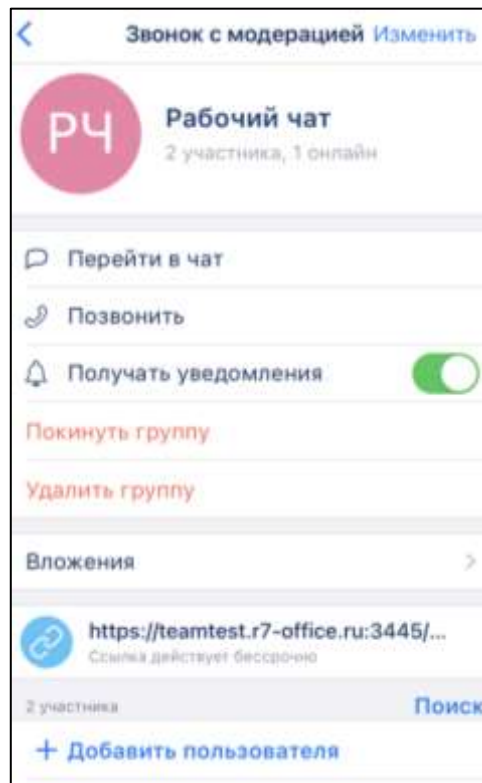 Звонок с модерацией Изменить
РЧ
Рабочий чат
2 участника, 1 онлайн
Перейти в чат
Позвонить
Получать уведомления
Покинуть группу
Удалить группу
Вложения
https://teamtest.r7-office.ru:3445/...
Ссылка действует бессрочно
2 участника Поиск
+ Добавить пользователя